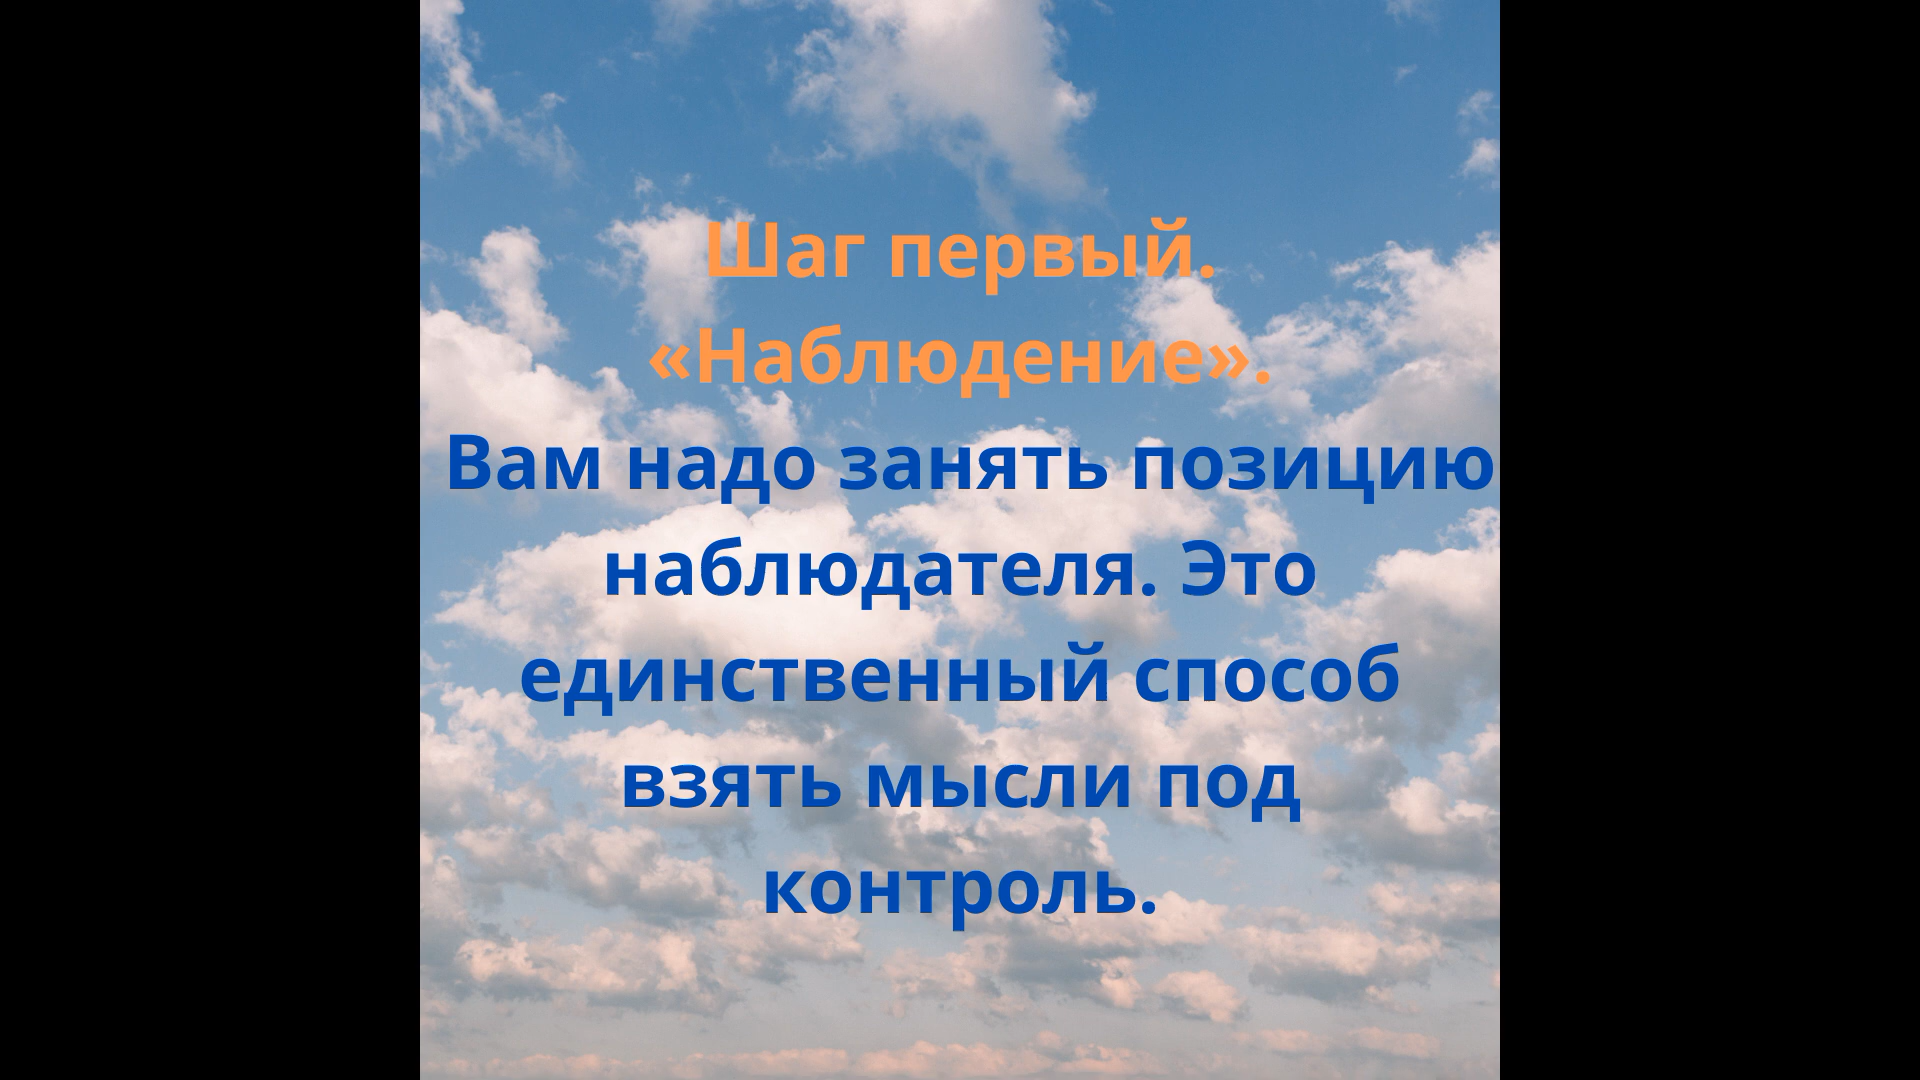 Шаг первый.
«Наблюдение».
Вам надо занять позицию
наблюдателя. Это
единственный способ
взять мысли под
контроль.